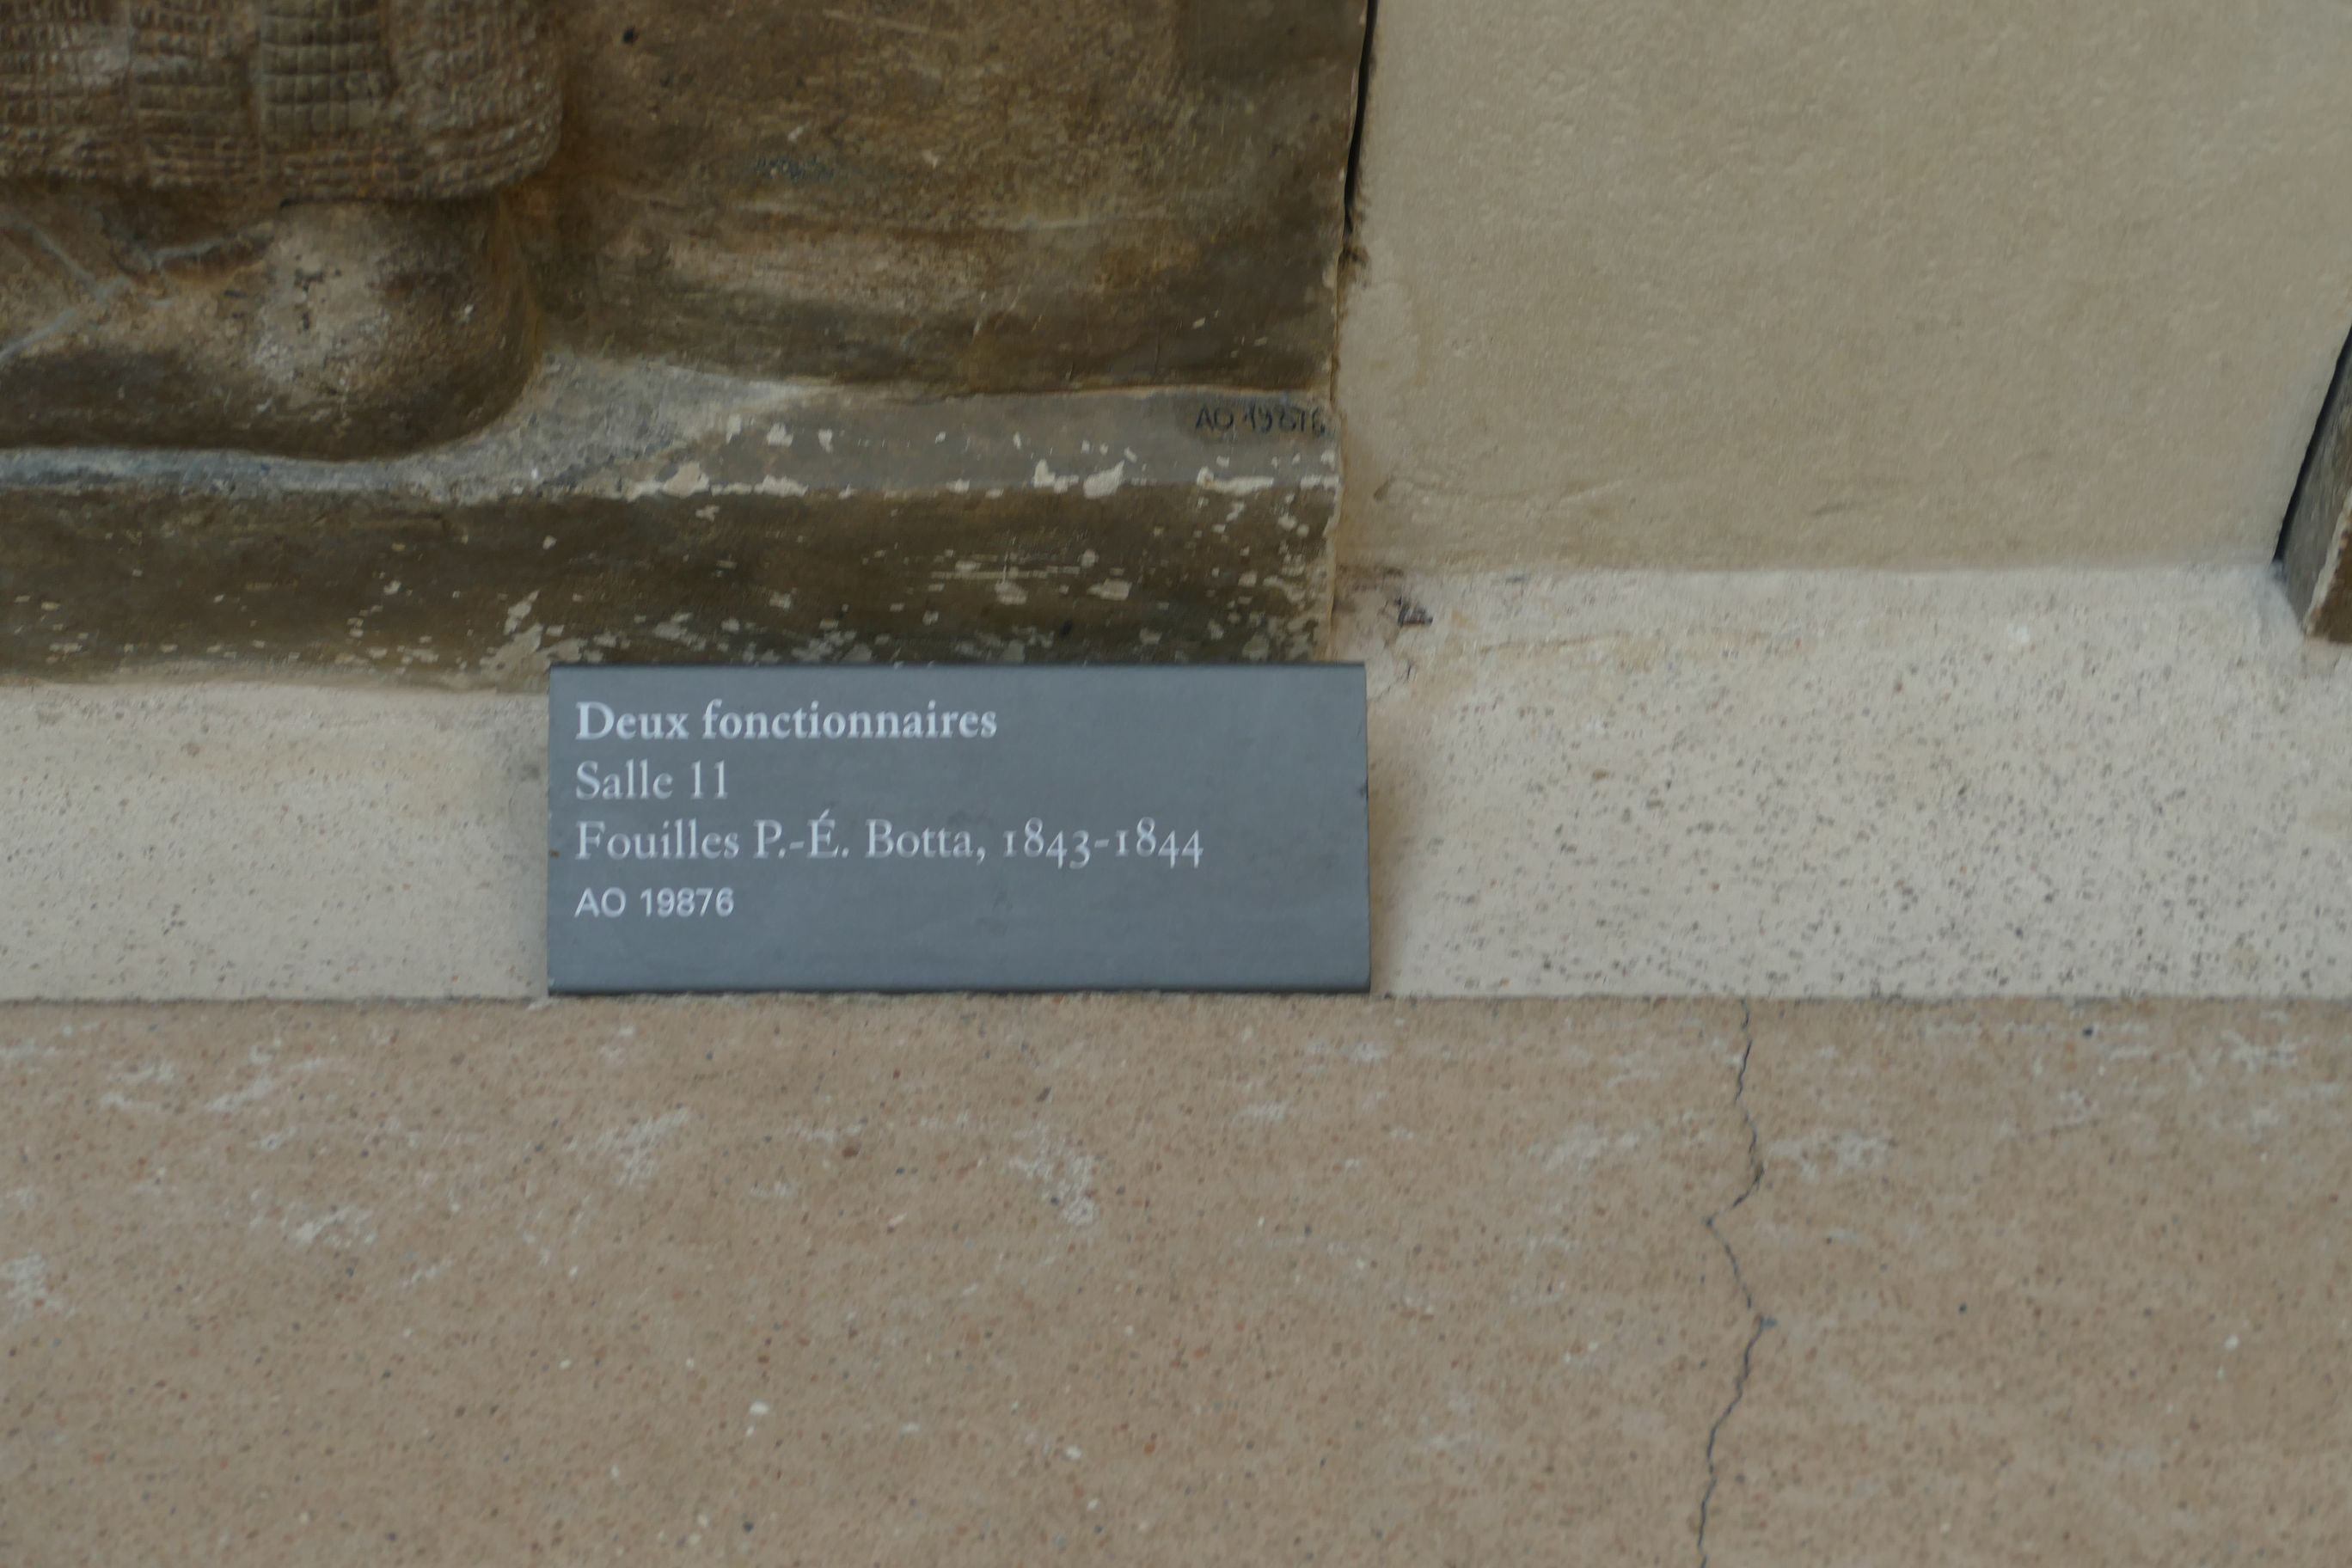 AO 19876
Deux fonctionnaires
Salle 11
Fouilles P.-É. Botta, 1843-1844
AO 19876